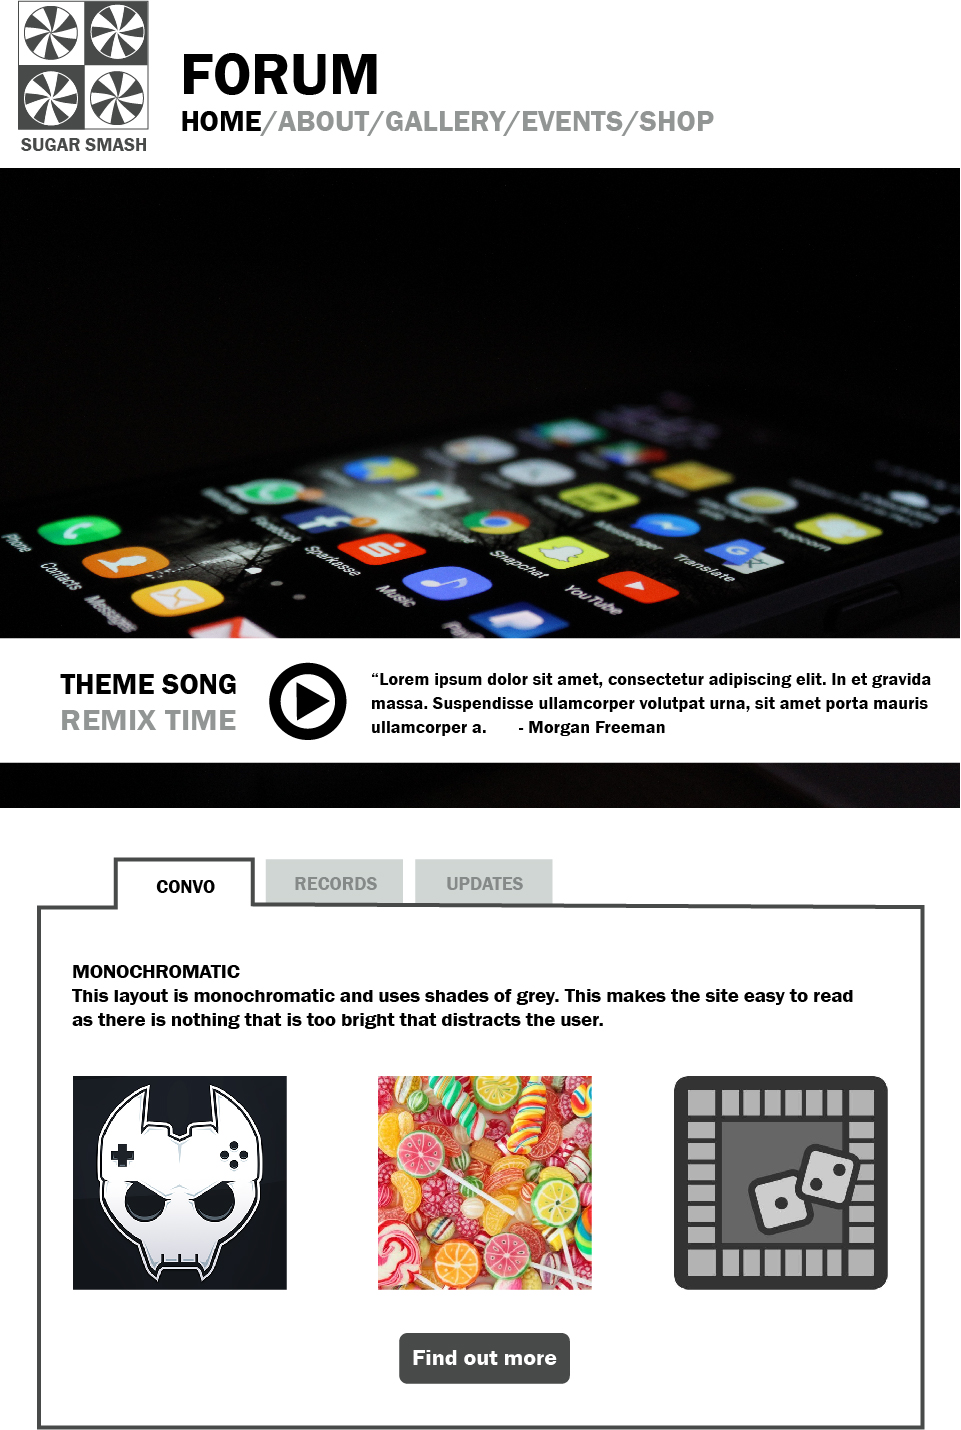 SUGAR SMASH
FORUM
HOME/ABOUT/GALLERY/EVENTS/SHOP
Phone
Contacts
Messages
WhatsApp
Facebook
Sparkasse
Music
Snapchat
YouTube
Messenger
Translate
Popcorn
THEME SONG
REMIX TIME
“Lorem ipsum dolor sit amet, consectetur adipiscing elit. In et gravida
massa. Suspendisse ullamcorper volutpat urna, sit amet porta mauris
ullamcorper a. - Morgan Freeman
CONVO
RECORDS
UPDATES
MONOCHROMATIC
This layout is monochromatic and uses shades of grey. This makes the site easy to read
as there is nothing that is too bright that distracts the user.
Find out more